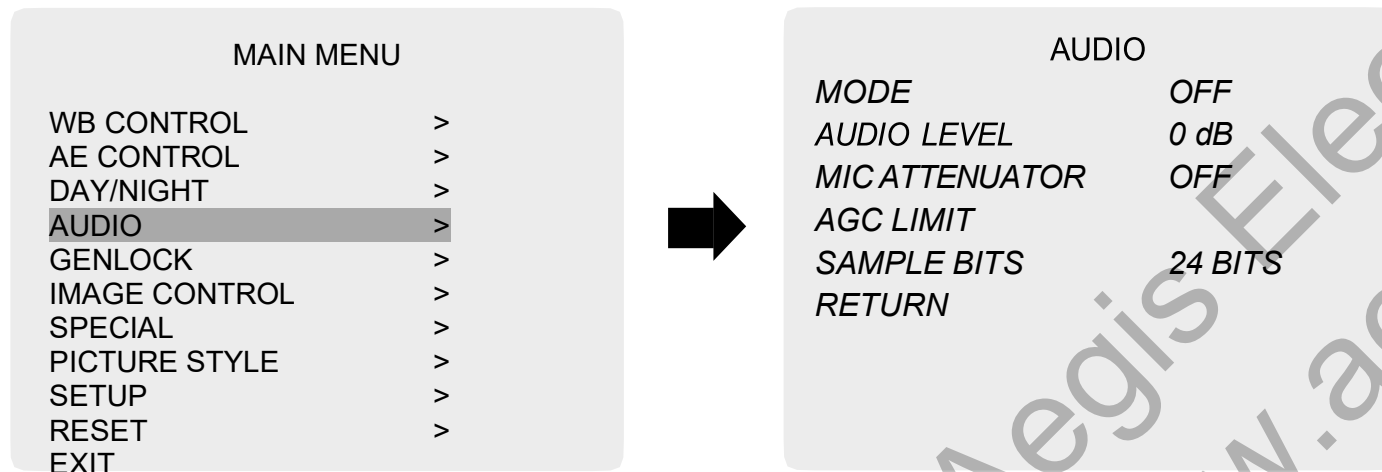 MAIN MENU
WB CONTROL >
AE CONTROL >
DAY/NIGHT >
AUDIO >
GENLOCK >
IMAGE CONTROL >
SPECIAL >
PICTURE STYLE >
SETUP >
RESET >
EXIT
AUDIO
MODE OFF
AUDIO LEVEL 0 dB
MIC ATTENUATOR OFF
AGC LIMIT
SAMPLE BITS 24 BITS
RETURN
Aegis